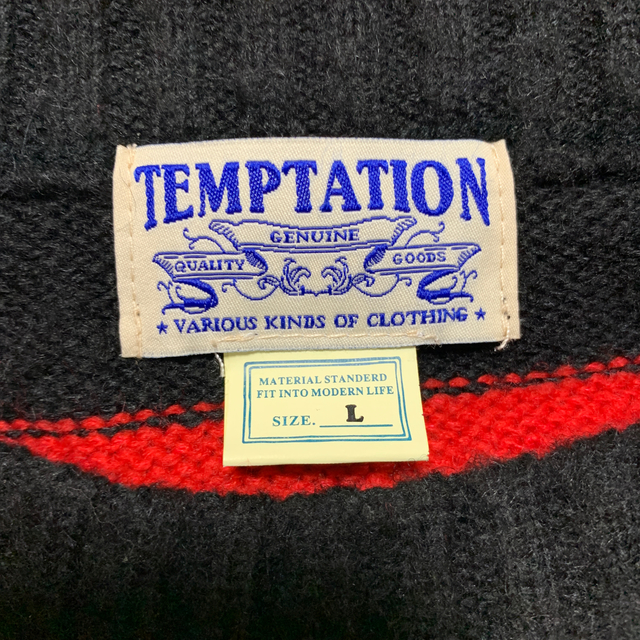 TEMPTATION
GENUINE
QUALITY GOODS
★ VARIOUS KINDS OF CLOTHING ★
MATERIAL STANDERD
FIT INTO MODERN LIFE
SIZE. L